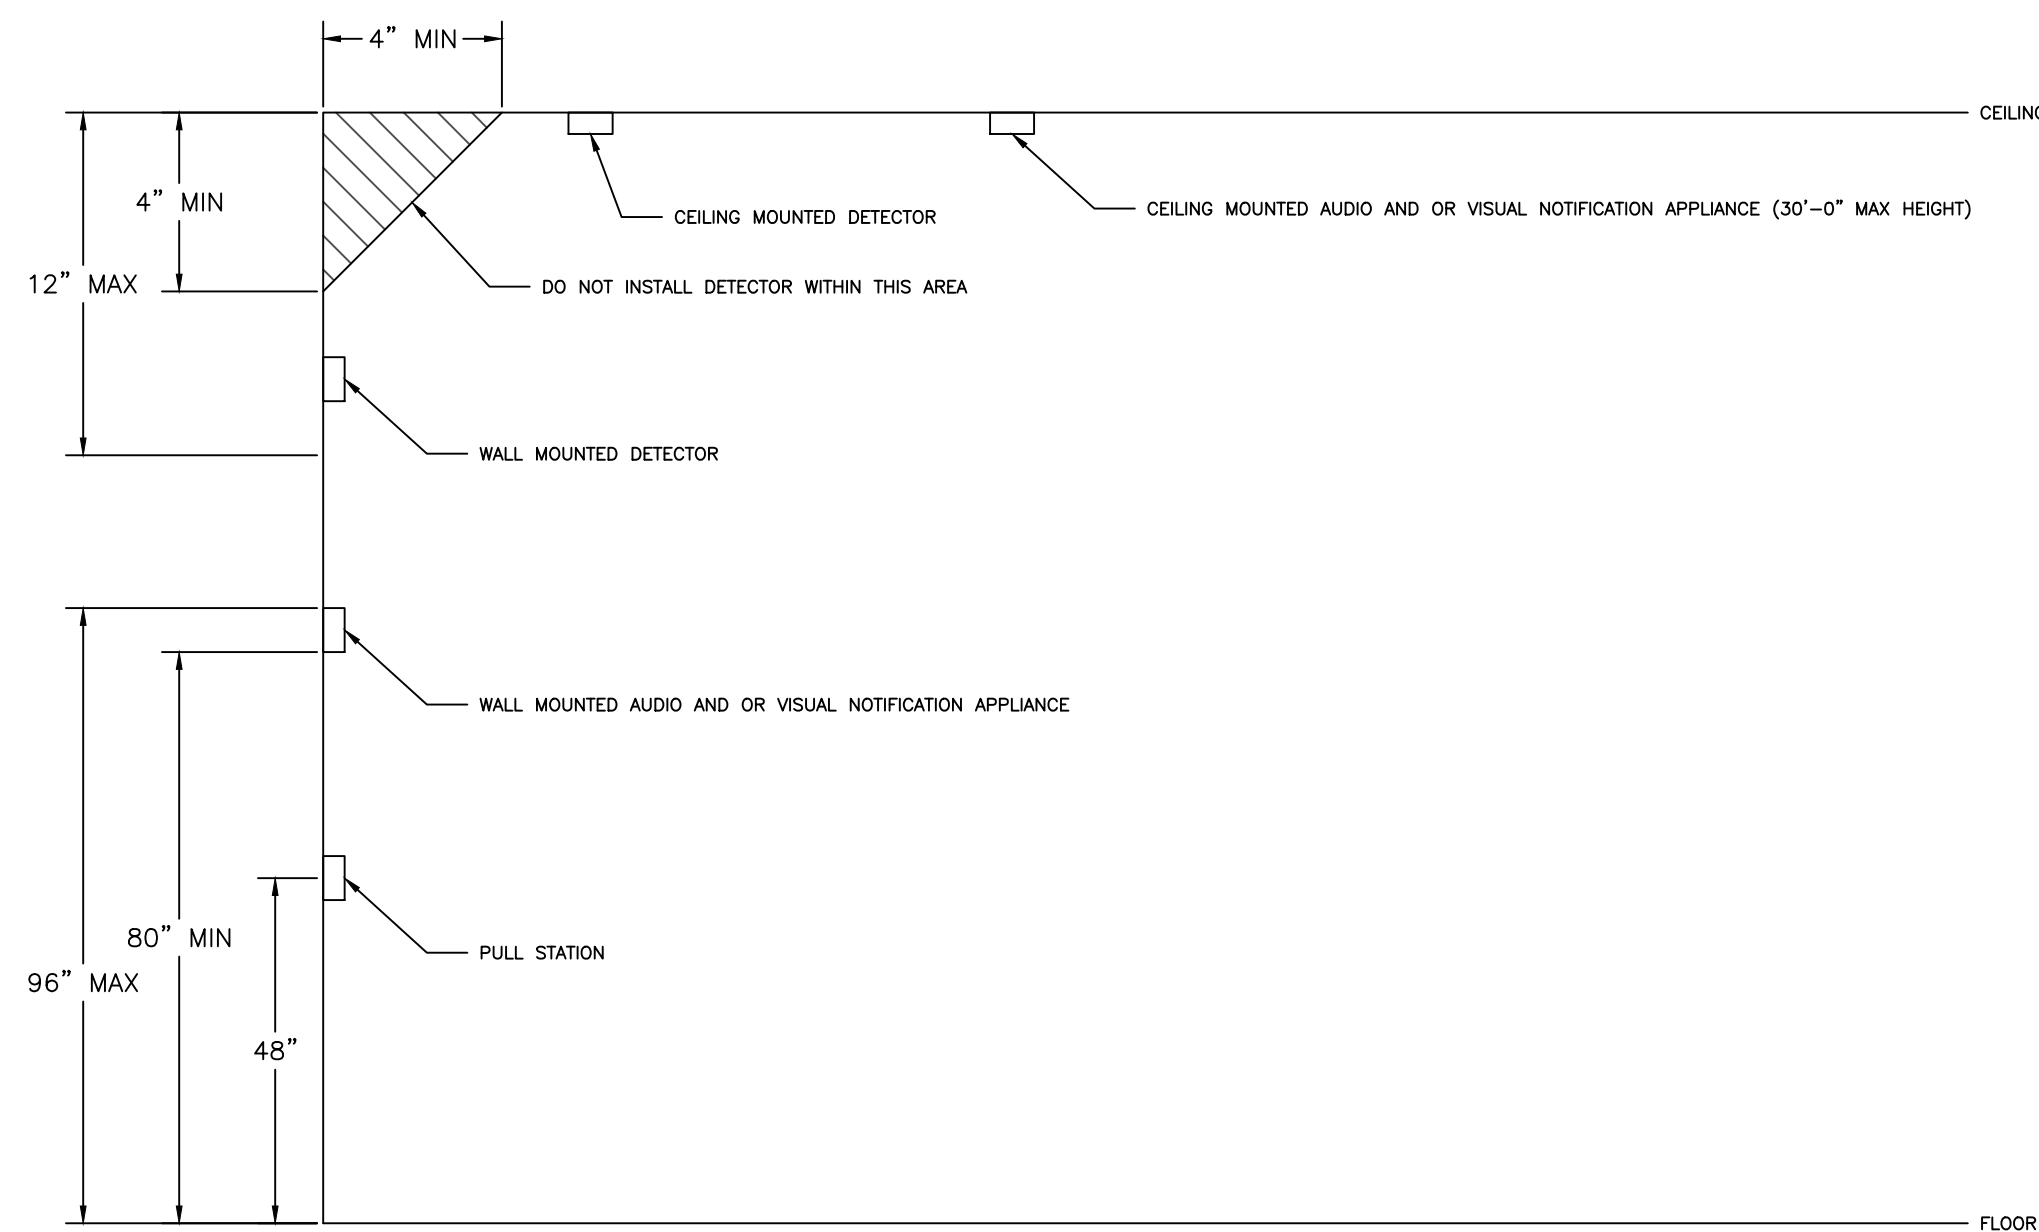 4” MIN
CEILING
4” MIN
CEILING MOUNTED DETECTOR
CEILING MOUNTED AUDIO AND OR VISUAL NOTIFICATION APPLIANCE (30'-0” MAX HEIGHT)
12” MAX
DO NOT INSTALL DETECTOR WITHIN THIS AREA
WALL MOUNTED DETECTOR
WALL MOUNTED AUDIO AND OR VISUAL NOTIFICATION APPLIANCE
80” MIN
PULL STATION
96” MAX
48”
FLOOR